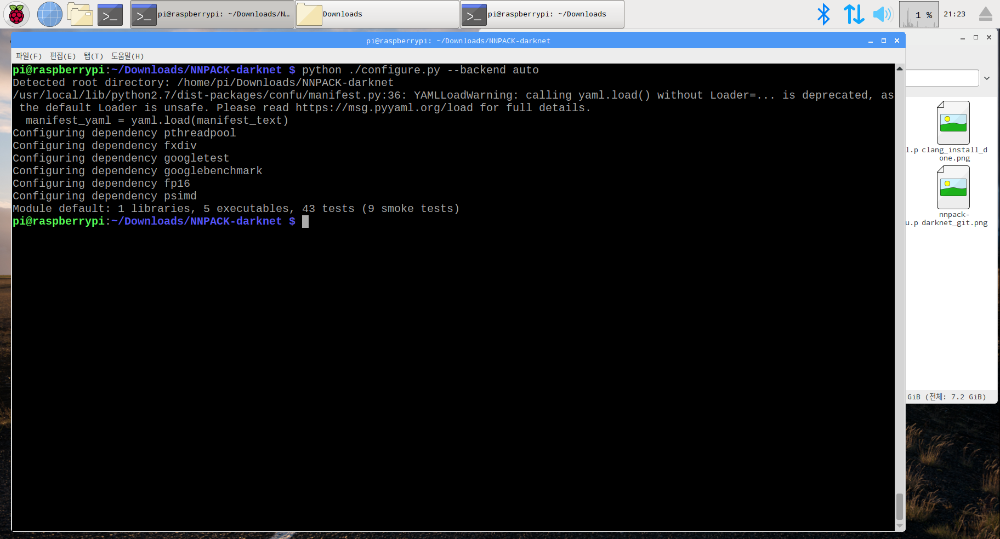 pi@raspberrypi: ~/Downloads/N...
Downloads
pi@raspberrypi: ~/Downloads
1 %
21:23
pi@raspberrypi: ~/Downloads/NNPACK-darknet
파일(F) 편집(E) 탭(T) 도움말(H)
pi@raspberrypi:~/Downloads/NNPACK-darknet $ python ./configure.py --backend auto
Detected root directory: /home/pi/Downloads/NNPACK-darknet
/usr/local/lib/python2.7/dist-packages/confu/manifest.py:36: YAMLLoadWarning: calling yaml.load() without Loader=... is deprecated, as
the default Loader is unsafe. Please read https://msg.pyyaml.org/load for full details.
manifest_yaml = yaml.load(manifest_text)
Configuring dependency pthreadpool
Configuring dependency fxdiv
Configuring dependency googletest
Configuring dependency googlebenchmark
Configuring dependency fp16
Configuring dependency psimd
Module default: 1 libraries, 5 executables, 43 tests (9 smoke tests)
pi@raspberrypi:~/Downloads/NNPACK-darknet $
l.p clang_install_d
one.png
nnpack-
u.p darknet_git.png
GiB (전체: 7.2 GiB)